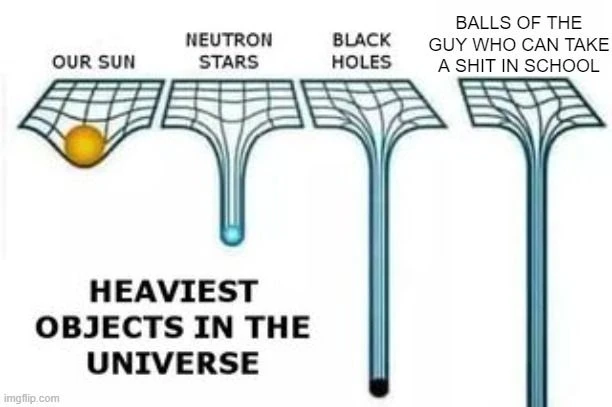 OUR SUN
NEUTRON
STARS
BLACK
HOLES
BALLS OF THE
GUY WHO CAN TAKE
A SHIT IN SCHOOL
HEAVIEST
OBJECTS IN THE
UNIVERSE
imgflip.com